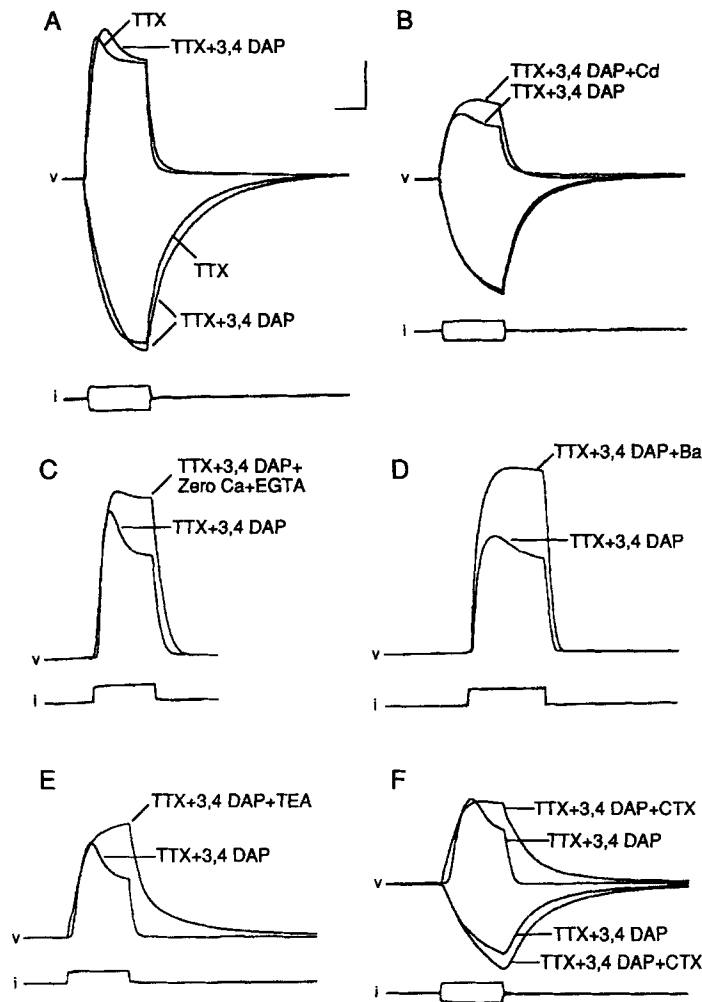 A
TTX
TTX+3,4 DAP
v
TTX
TTX+3,4 DAP
i
B
TTX+3,4 DAP+Cd
TTX+3,4 DAP
v
i
C
TTX+3,4 DAP+
Zero Ca+EGTA
TTX+3,4 DAP
v
i
D
TTX+3,4 DAP+Ba
TTX+3,4 DAP
v
i
E
TTX+3,4 DAP+TEA
TTX+3,4 DAP
v
i
F
TTX+3,4 DAP+CTX
TTX+3,4 DAP
v
TTX+3,4 DAP
TTX+3,4 DAP+CTX
i